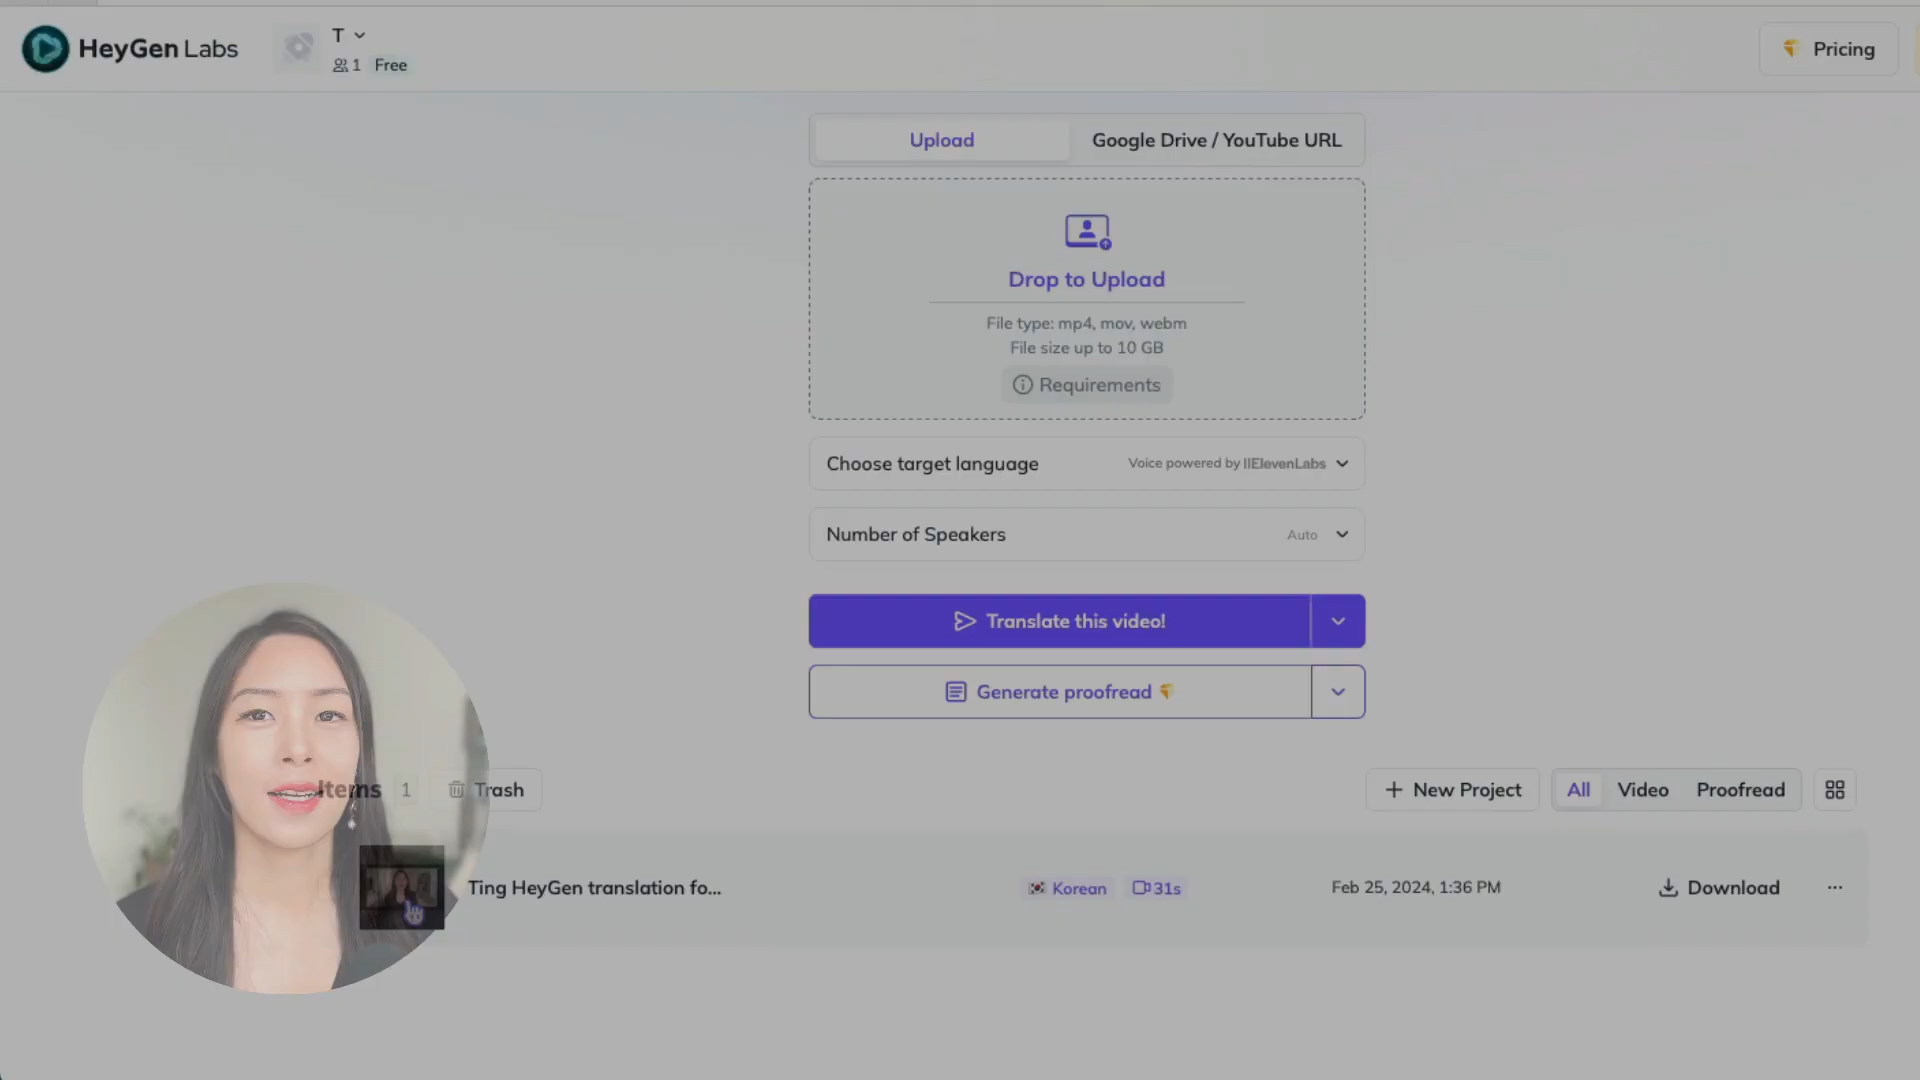 HeyGen Labs
T
1 Free
Pricing
Upload
Google Drive / YouTube URL
Drop to Upload
File type: mp4, mov, webm
File size up to 10 GB
Requirements
Choose target language
Voice powered by IIElevenLabs
Number of Speakers
Auto
Translate this video!
Generate proofread
Items 1
Trash
New Project
All
Video
Proofread
Ting HeyGen translation fo...
Korean
31s
Feb 25, 2024, 1:36 PM
Download